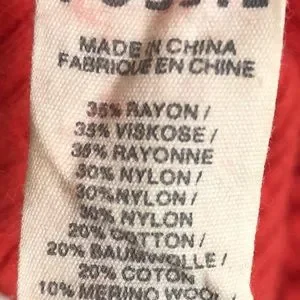 MADE IN CHINA
FABRIQUE EN CHINE
35% RAYON /
35% VISKOSE /
35% RAYONNE
30% NYLON /
30% NYLON /
30% NYLON
20% COTTON /
20% BAUMWOLLE /
20% COTON
10% MERINO WOOL /